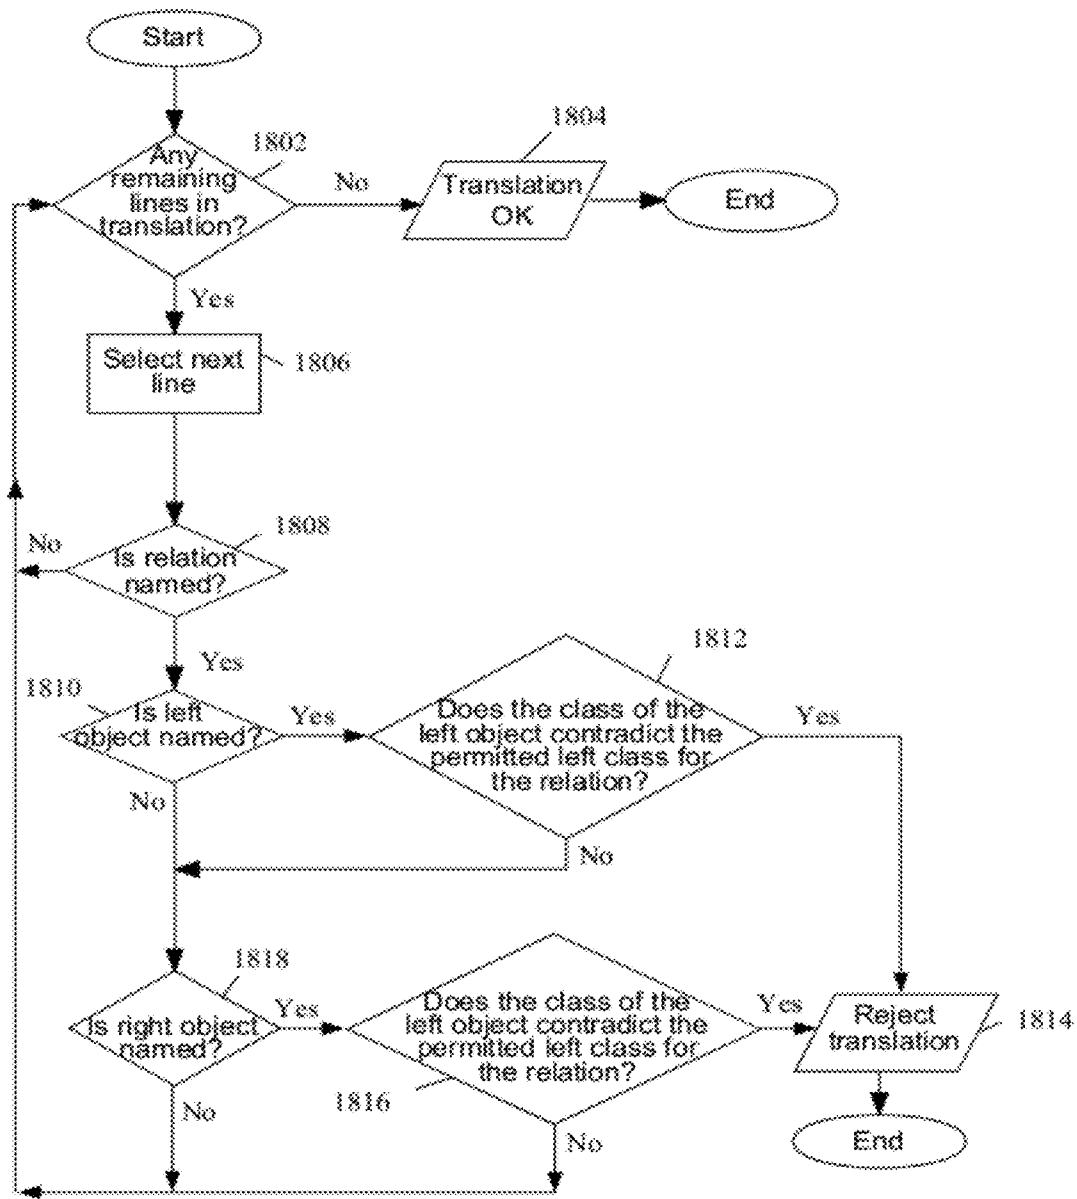 Start
1802
Any
remaining
lines in
translation?
No
1804
Translation
OK
End
Yes
Select next
line
1806
1808
Is relation
named?
No
Yes
1810
Is left
object named?
Yes
No
1812
Does the class of the
left object contradict the
permitted left class for
the relation?
Yes
No
1818
Is right object
named?
Yes
No
Does the class of the
left object contradict the
permitted left class for
the relation?
1816
Yes
No
Reject
translation
1814
End